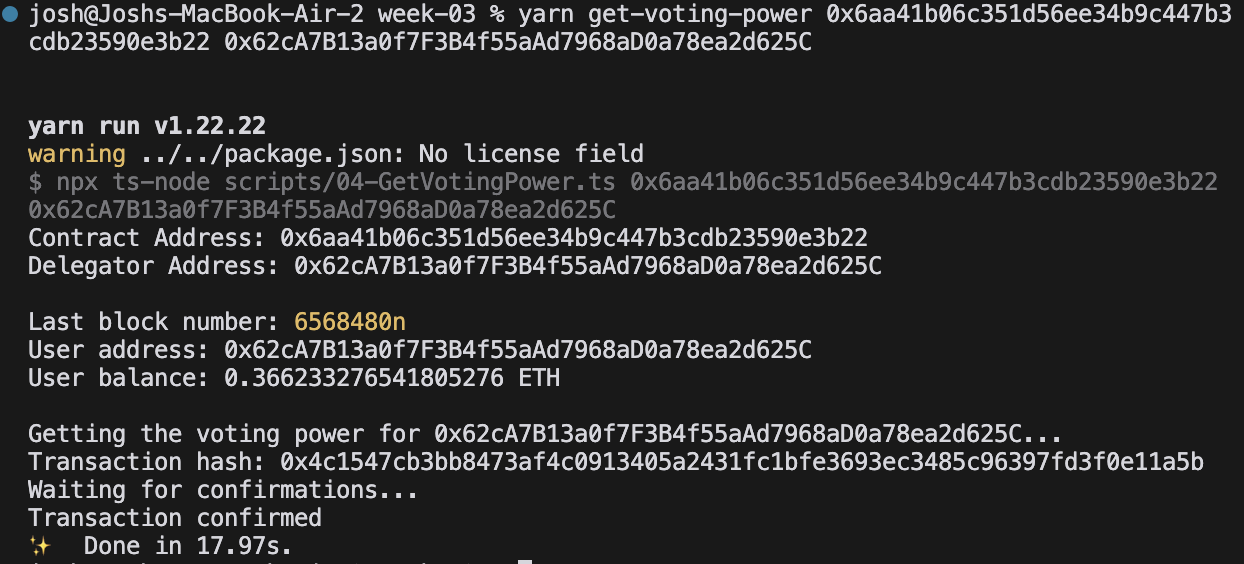 josh@Joshs-MacBook-Air-2 week-03 % yarn get-voting-power 0x6aa41b06c351d56ee34b9c447b3
cdb23590e3b22 0x62cA7B13a0f7F3B4f55aAd7968aD0a78ea2d625C
yarn run v1.22.22
warning ../../package.json: No license field
$ npx ts-node scripts/04-GetVotingPower.ts 0x6aa41b06c351d56ee34b9c447b3cdb23590e3b22
0x62cA7B13a0f7F3B4f55aAd7968aD0a78ea2d625C
Contract Address: 0x6aa41b06c351d56ee34b9c447b3cdb23590e3b22
Delegator Address: 0x62cA7B13a0f7F3B4f55aAd7968aD0a78ea2d625C
Last block number: 6568480n
User address: 0x62cA7B13a0f7F3B4f55aAd7968aD0a78ea2d625C
User balance: 0.366233276541805276 ETH
Getting the voting power for 0x62cA7B13a0f7F3B4f55aAd7968aD0a78ea2d625C...
Transaction hash: 0x4c1547cb3bb8473af4c0913405a2431fc1bfe3693ec3485c96397fd3f0e11a5b
Waiting for confirmations...
Transaction confirmed
✨ Done in 17.97s.